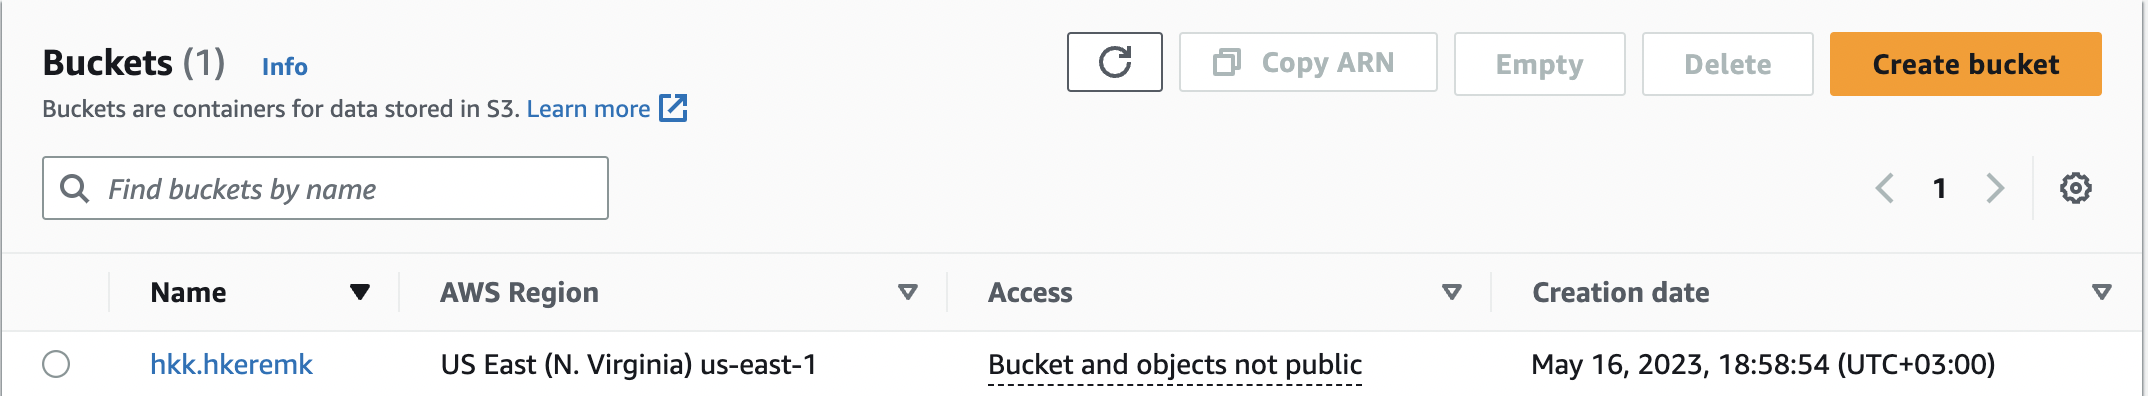 Buckets (1) Info
Copy ARN Empty Delete Create bucket
Buckets are containers for data stored in S3. Learn more
Find buckets by name
1
Name AWS Region Access Creation date
hkk.hkeremk US East (N. Virginia) us-east-1 Bucket and objects not public May 16, 2023, 18:58:54 (UTC+03:00)